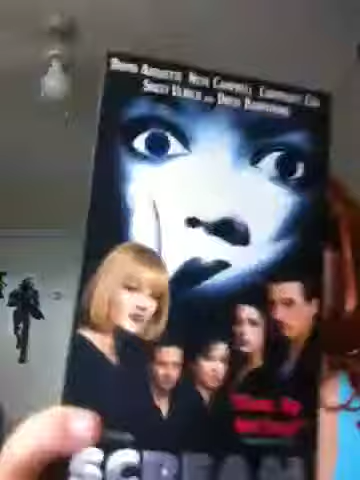 DAVID ARQUETTE NEVE CAMPBELL COURTENEY COX
SKEET ULRICH AND DREW BARRYMORE
SCREAM